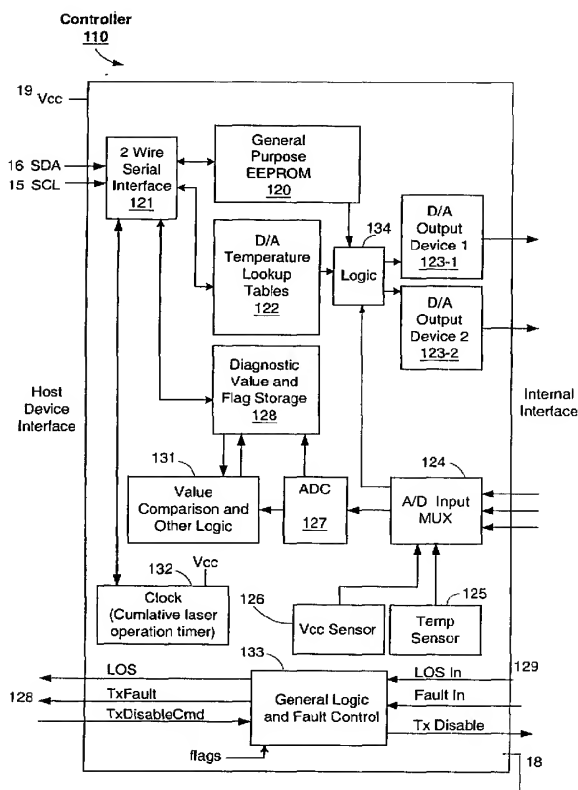 Controller
110
19 Vcc
16 SDA
15 SCL
2 Wire
Serial
Interface
121
General
Purpose
EEPROM
120
D/A
Temperature
Lookup
Tables
122
134
Logic
D/A
Output
Device 1
123-1
D/A
Output
Device 2
123-2
Host
Device
Interface
Internal
Interface
Diagnostic
Value and
Flag Storage
128
131
Value
Comparison and
Other Logic
ADC
127
124
A/D Input
MUX
132
Vcc
Clock
(Cumlative laser
operation timer)
126
Vcc Sensor
125
Temp
Sensor
133
LOS
128
TxFault
TxDisableCmd
General Logic
and Fault Control
LOS In
129
Fault In
Tx Disable
flags
18